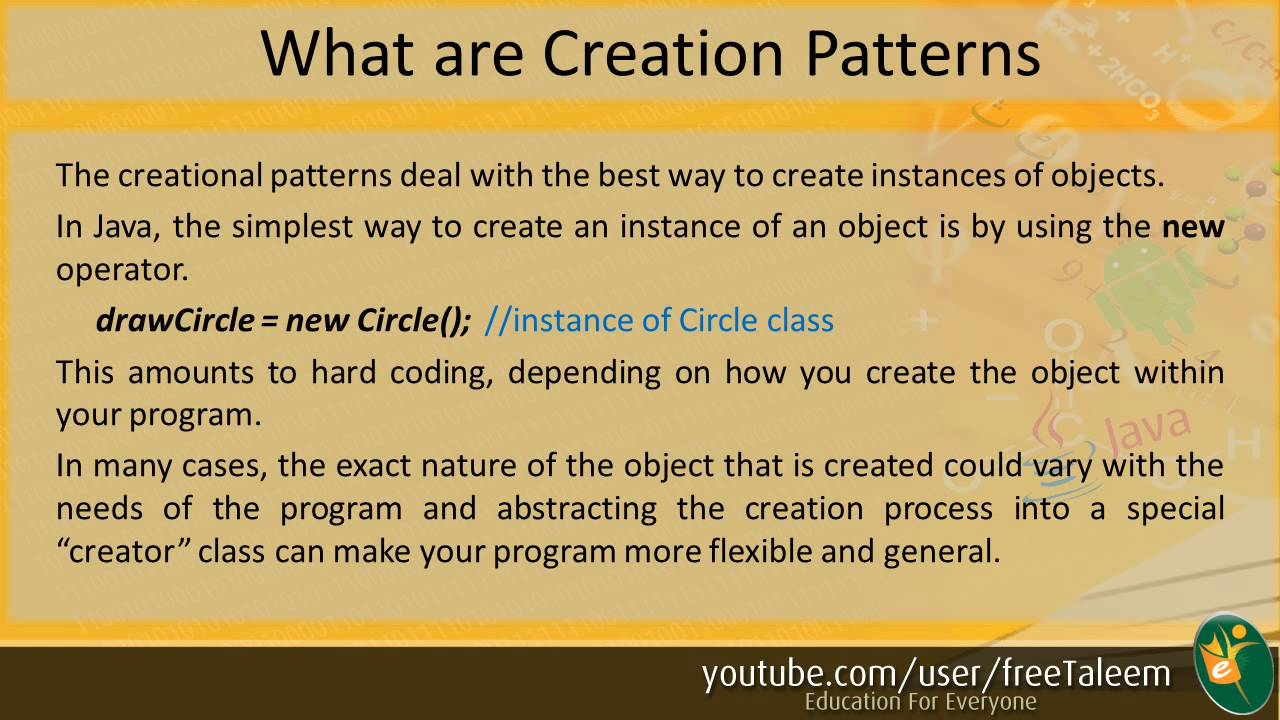 What are Creation Patterns
The creational patterns deal with the best way to create instances of objects.
In Java, the simplest way to create an instance of an object is by using the new
operator.
drawCircle = new Circle(); //instance of Circle class
This amounts to hard coding, depending on how you create the object within
your program.
In many cases, the exact nature of the object that is created could vary with the
needs of the program and abstracting the creation process into a special
“creator” class can make your program more flexible and general.
Java
youtube.com/user/freeTaleem
Education For Everyone